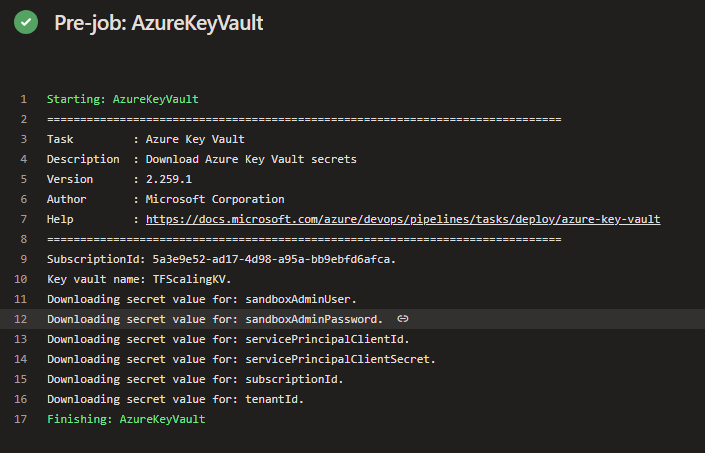 Pre-job: AzureKeyVault
1 Starting: AzureKeyVault
2 ==============================================================================
3 Task         : Azure Key Vault
4 Description  : Download Azure Key Vault secrets
5 Version      : 2.259.1
6 Author       : Microsoft Corporation
7 Help         : https://docs.microsoft.com/azure/devops/pipelines/tasks/deploy/azure-key-vault
8 ==============================================================================
9 SubscriptionId: 5a3e9e52-ad17-4d98-a95a-bb9ebfd6afca.
10 Key vault name: TFScalingKV.
11 Downloading secret value for: sandboxAdminUser.
12 Downloading secret value for: sandboxAdminPassword.
13 Downloading secret value for: servicePrincipalClientId.
14 Downloading secret value for: servicePrincipalClientSecret.
15 Downloading secret value for: subscriptionId.
16 Downloading secret value for: tenantId.
17 Finishing: AzureKeyVault